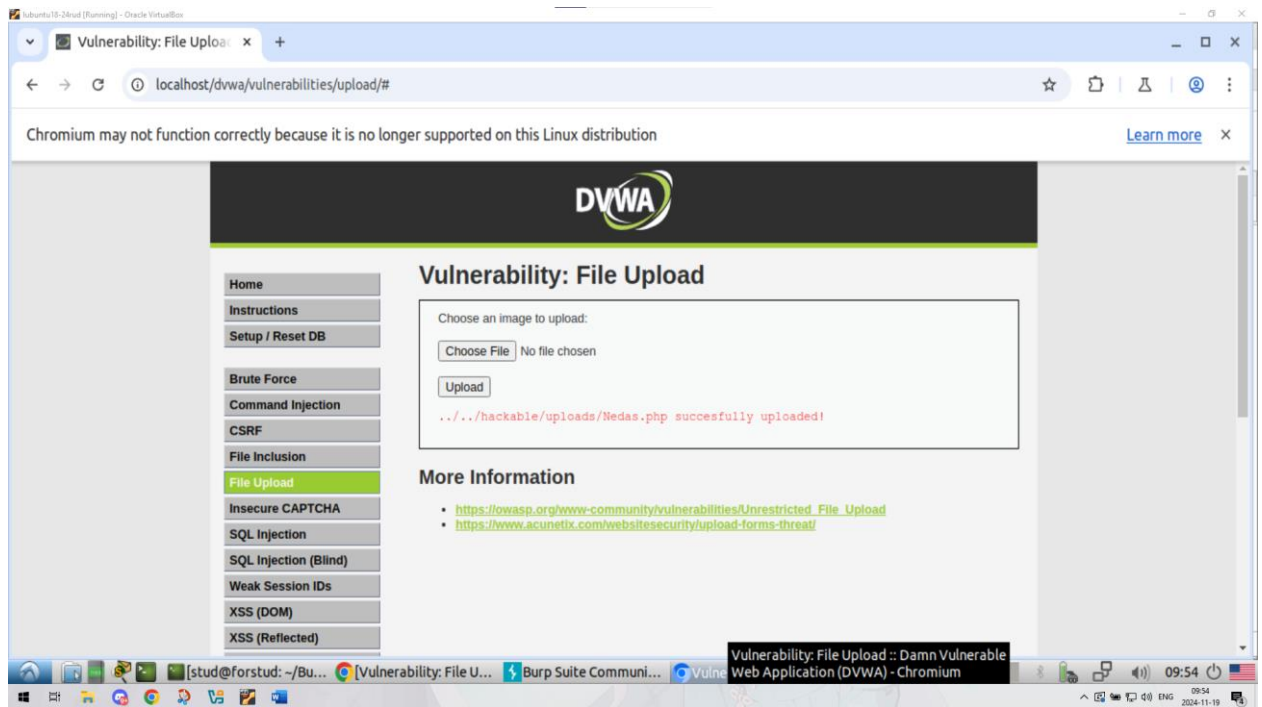 lubuntu18-24rud [Running] - Oracle VirtualBox
Vulnerability: File Uploa
localhost/dvwa/vulnerabilities/upload/#
Chromium may not function correctly because it is no longer supported on this Linux distribution
Learn more
DVWA
Home
Instructions
Setup / Reset DB
Brute Force
Command Injection
CSRF
File Inclusion
File Upload
Insecure CAPTCHA
SQL Injection
SQL Injection (Blind)
Weak Session IDs
XSS (DOM)
XSS (Reflected)
Vulnerability: File Upload
Choose an image to upload:
Choose File No file chosen
Upload
../../hackable/uploads/Nedas.php succesfully uploaded!
More Information
https://owasp.org/www-community/vulnerabilities/Unrestricted_File_Upload
https://www.acunetix.com/websitesecurity/upload-forms-threat/
Vulnerability: File Upload :: Damn Vulnerable
Web Application (DVWA) - Chromium
[stud@forstud: ~/Bu... [Vulnerability: File U... Burp Suite Communi... Vulne 09:54
ENG 09:54
2024-11-19